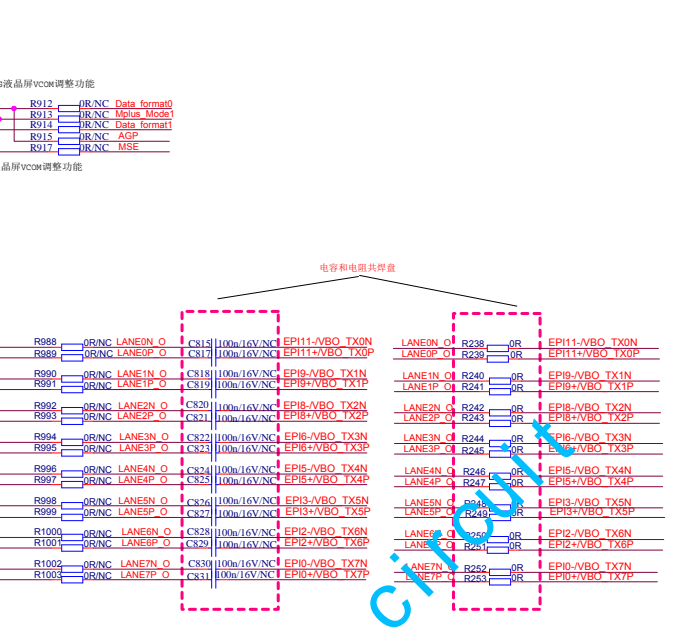 液晶屏VCOM调整功能
R912 0R/NC Data_format0
R913 0R/NC Mplus_Mode1
R914 0R/NC Data_format1
R915 0R/NC AGP
R917 0R/NC MSE
晶屏VCOM调整功能
电容和电阻共焊盘
R988 0R/NC LANE0N_O C815 100n/16V/NC EPI11-/VBO_TX0N LANE0N_O R238 0R EPI11-/VBO_TX0N
R989 0R/NC LANE0P_O C817 100n/16V/NC EPI11+/VBO_TX0P LANE0P_O R239 0R EPI11+/VBO_TX0P
R990 0R/NC LANE1N_O C818 100n/16V/NC EPI9-/VBO_TX1N LANE1N_O R240 0R EPI9-/VBO_TX1N
R991 0R/NC LANE1P_O C819 100n/16V/NC EPI9+/VBO_TX1P LANE1P_O R241 0R EPI9+/VBO_TX1P
R992 0R/NC LANE2N_O C820 100n/16V/NC EPI8-/VBO_TX2N LANE2N_O R242 0R EPI8-/VBO_TX2N
R993 0R/NC LANE2P_O C821 100n/16V/NC EPI8+/VBO_TX2P LANE2P_O R243 0R EPI8+/VBO_TX2P
R994 0R/NC LANE3N_O C822 100n/16V/NC EPI6-/VBO_TX3N LANE3N_O R244 0R EPI6-/VBO_TX3N
R995 0R/NC LANE3P_O C823 100n/16V/NC EPI6+/VBO_TX3P LANE3P_O R245 0R EPI6+/VBO_TX3P
R996 0R/NC LANE4N_O C824 100n/16V/NC EPI5-/VBO_TX4N LANE4N_O R246 0R EPI5-/VBO_TX4N
R997 0R/NC LANE4P_O C825 100n/16V/NC EPI5+/VBO_TX4P LANE4P_O R247 0R EPI5+/VBO_TX4P
R998 0R/NC LANE5N_O C826 100n/16V/NC EPI3-/VBO_TX5N LANE5N_O R248 0R EPI3-/VBO_TX5N
R999 0R/NC LANE5P_O C827 100n/16V/NC EPI3+/VBO_TX5P LANE5P_O R249 0R EPI3+/VBO_TX5P
R1000 0R/NC LANE6N_O C828 100n/16V/NC EPI2-/VBO_TX6N R250 0R EPI2-/VBO_TX6N
R1001 0R/NC LANE6P_O C829 100n/16V/NC EPI2+/VBO_TX6P R251 0R EPI2+/VBO_TX6P
R1002 0R/NC LANE7N_O C830 100n/16V/NC EPI0-/VBO_TX7N LANE7N_O R252 0R EPI0-/VBO_TX7N
R1003 0R/NC LANE7P_O C831 100n/16V/NC EPI0+/VBO_TX7P LANE7P_O R253 0R EPI0+/VBO_TX7P
circuit